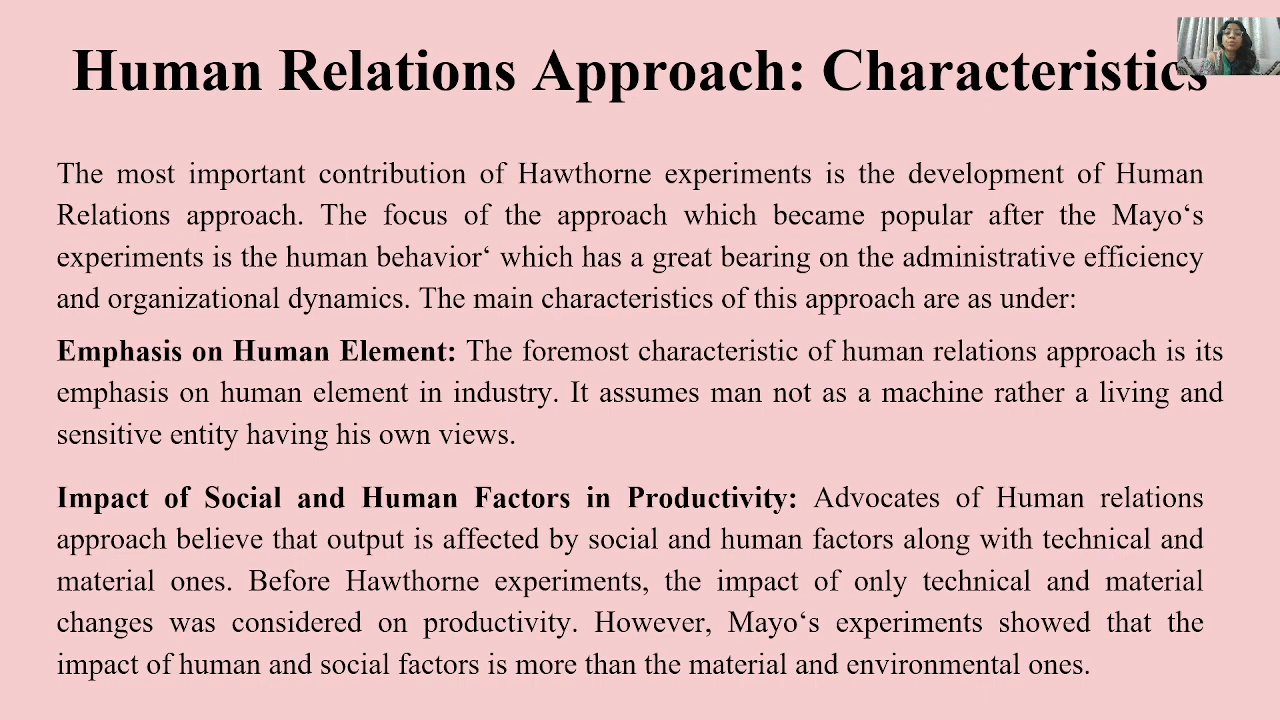 Human Relations Approach: Characteristics
The most important contribution of Hawthorne experiments is the development of Human
Relations approach. The focus of the approach which became popular after the Mayo‘s
experiments is the human behavior‘ which has a great bearing on the administrative efficiency
and organizational dynamics. The main characteristics of this approach are as under:
Emphasis on Human Element: The foremost characteristic of human relations approach is its
emphasis on human element in industry. It assumes man not as a machine rather a living and
sensitive entity having his own views.
Impact of Social and Human Factors in Productivity: Advocates of Human relations
approach believe that output is affected by social and human factors along with technical and
material ones. Before Hawthorne experiments, the impact of only technical and material
changes was considered on productivity. However, Mayo‘s experiments showed that the
impact of human and social factors is more than the material and environmental ones.